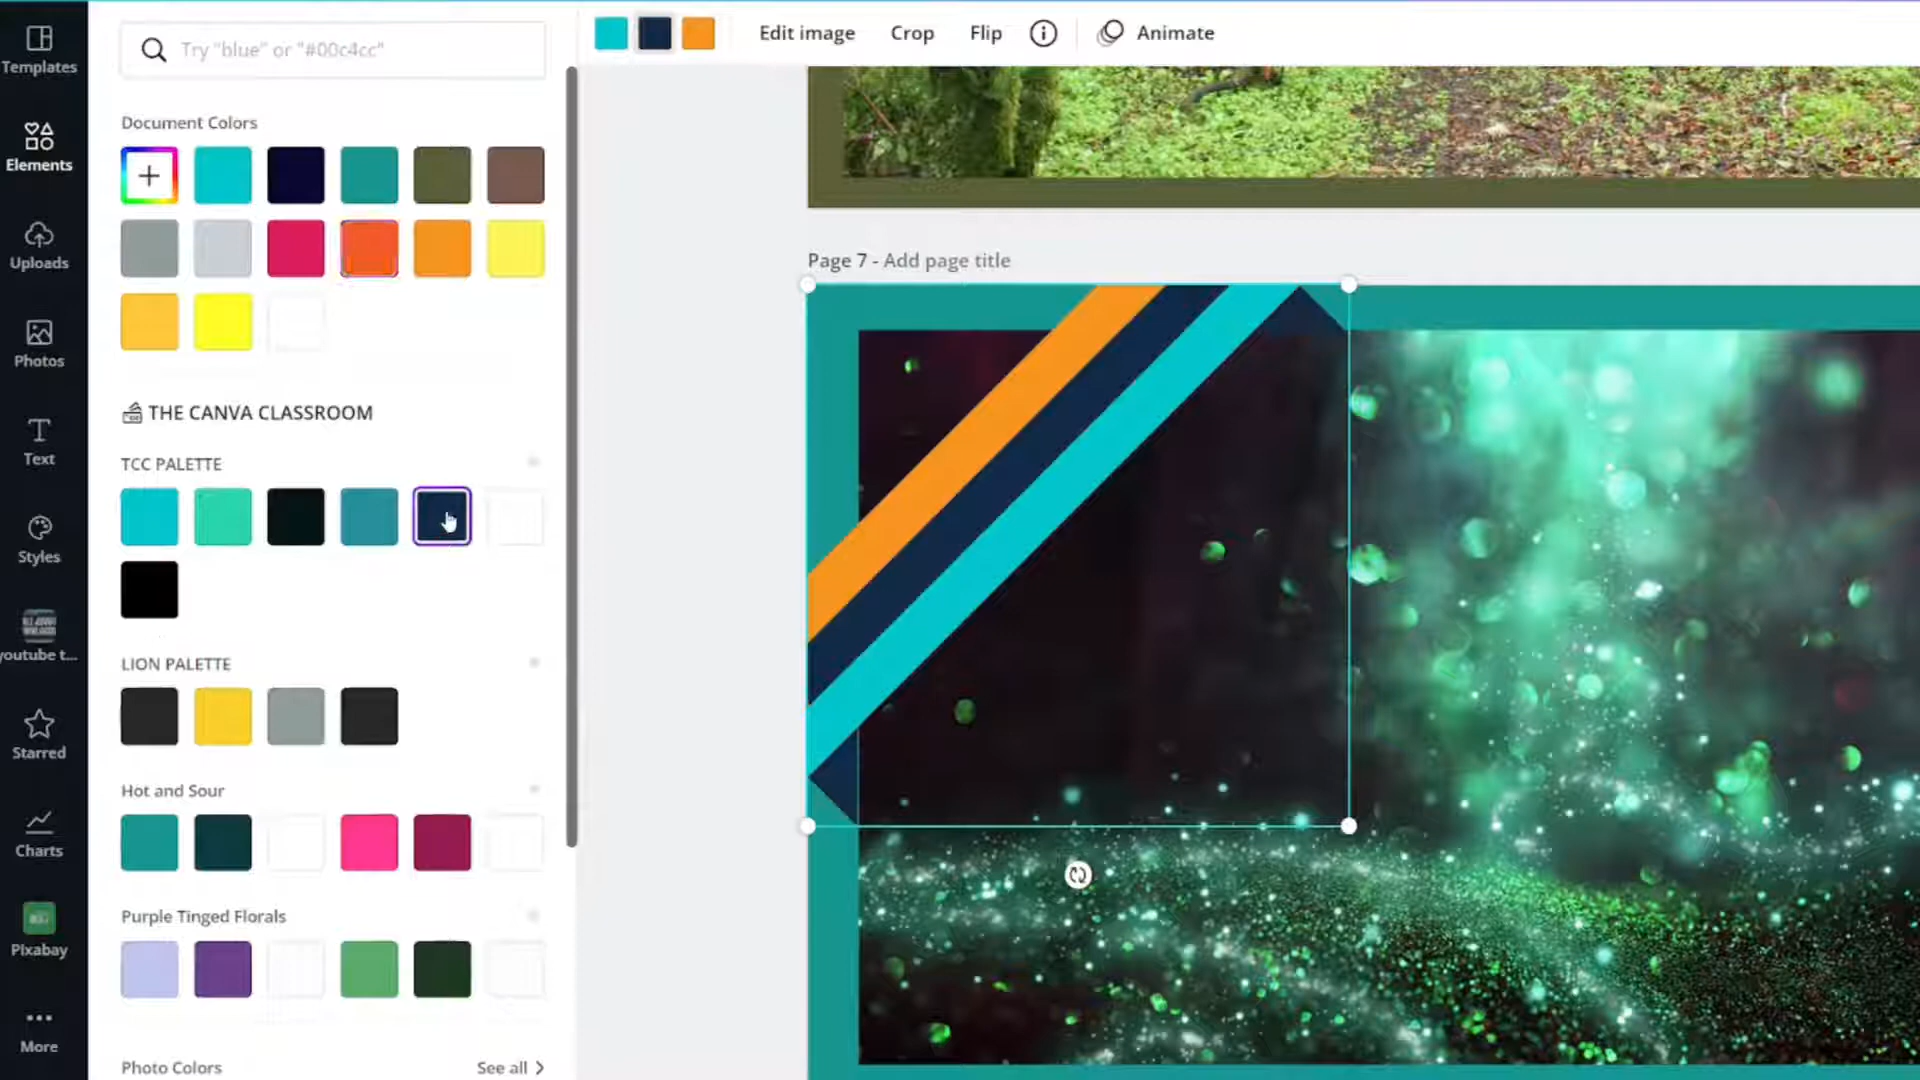 Templates
Elements
Uploads
Photos
Text
Styles
youtube t...
Starred
Charts
Pixabay
More
Try "blue" or "#00c4cc"
Document Colors
THE CANVA CLASSROOM
TCC PALETTE
LION PALETTE
Hot and Sour
Purple Tinged Florals
Photo Colors
See all
Edit image
Crop
Flip
Animate
Page 7 - Add page title